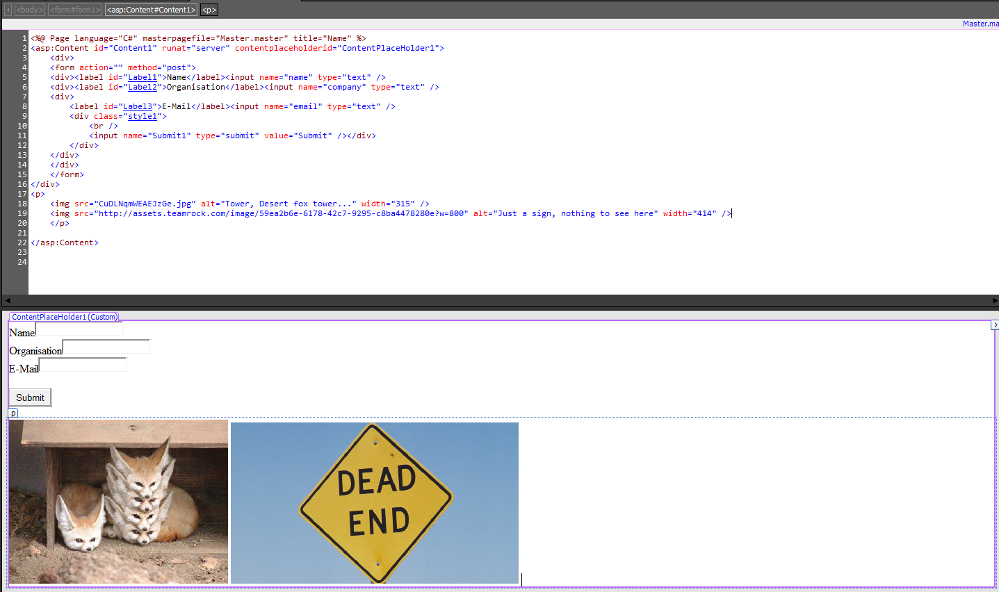 <body> <form#form1> <asp:Content#Content1> <p>
Master.ma
1 <%@ Page language="C#" masterpagefile="Master.master" title="Name" %>
2 <asp:Content id="Content1" runat="server" contentplaceholderid="ContentPlaceHolder1">
3 <div>
4 <form action="" method="post">
5 <div><label id="Label1">Name</label><input name="name" type="text" />
6 <div><label id="Label2">Organisation</label><input name="company" type="text" />
7 <div>
8 <label id="Label3">E-Mail</label><input name="email" type="text" />
9 <div class="style1">
10 <br />
11 <input name="Submit1" type="submit" value="Submit" /></div>
12 </div>
13 </div>
14 </div>
15 </form>
16 </div>
17 <p>
18 <img src="CuDLNqmWEAEJzGe.jpg" alt="Tower, Desert fox tower..." width="315" />
19 <img src="http://assets.teamrock.com/image/59ea2b6e-6178-42c7-9295-c8ba4478280e?w=800" alt="Just a sign, nothing to see here" width="414" />
20 </p>
21
22 </asp:Content>
23
24
ContentPlaceHolder1 (Custom)
Name
Organisation
E-Mail
Submit
p
DEAD
END